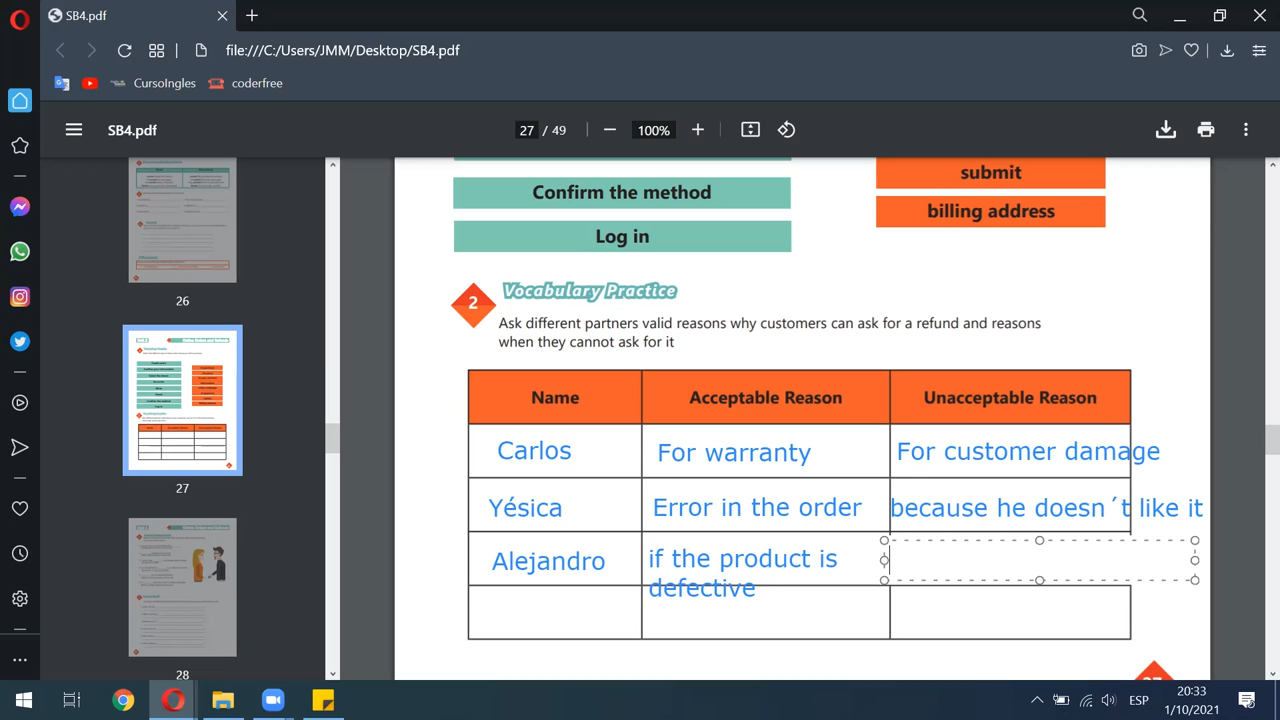 SB4.pdf
file:///C:/Users/JMM/Desktop/SB4.pdf
CursoIngles
coderfree
SB4.pdf
27 / 49
100%
26
27
28
Confirm the method
Log in
submit
billing address
2
Vocabulary Practice
Ask different partners valid reasons why customers can ask for a refund and reasons
when they cannot ask for it
Name Acceptable Reason Unacceptable Reason
Carlos For warranty For customer damage
Yésica Error in the order because he doesn´t like it
Alejandro if the product is
defective
ESP
20:33
1/10/2021